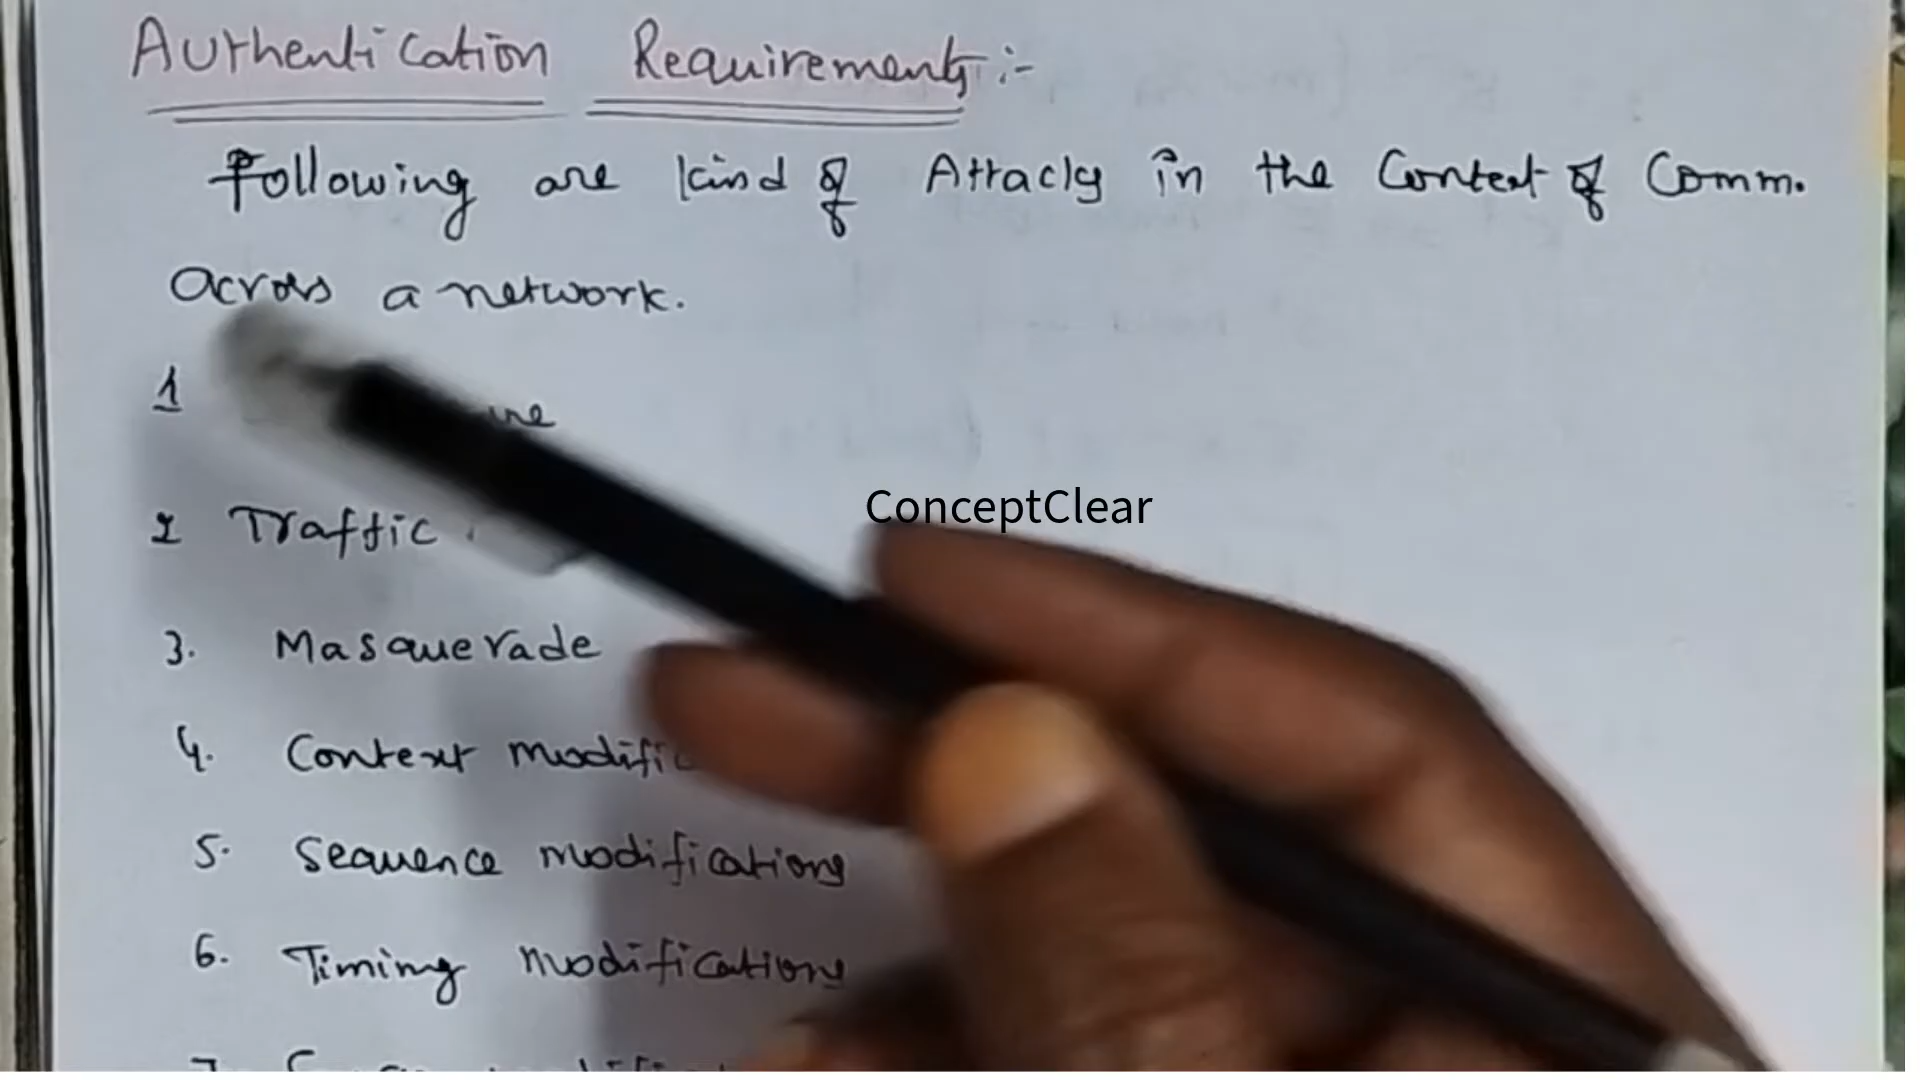 Authentication Requirements :-
Following are kind of Attacks in the Context of Comm.
across a network.
1
2 Traffic
3. Masquerade
ConceptClear
4. Context
5. Sequence modifications
6. Timing modifications